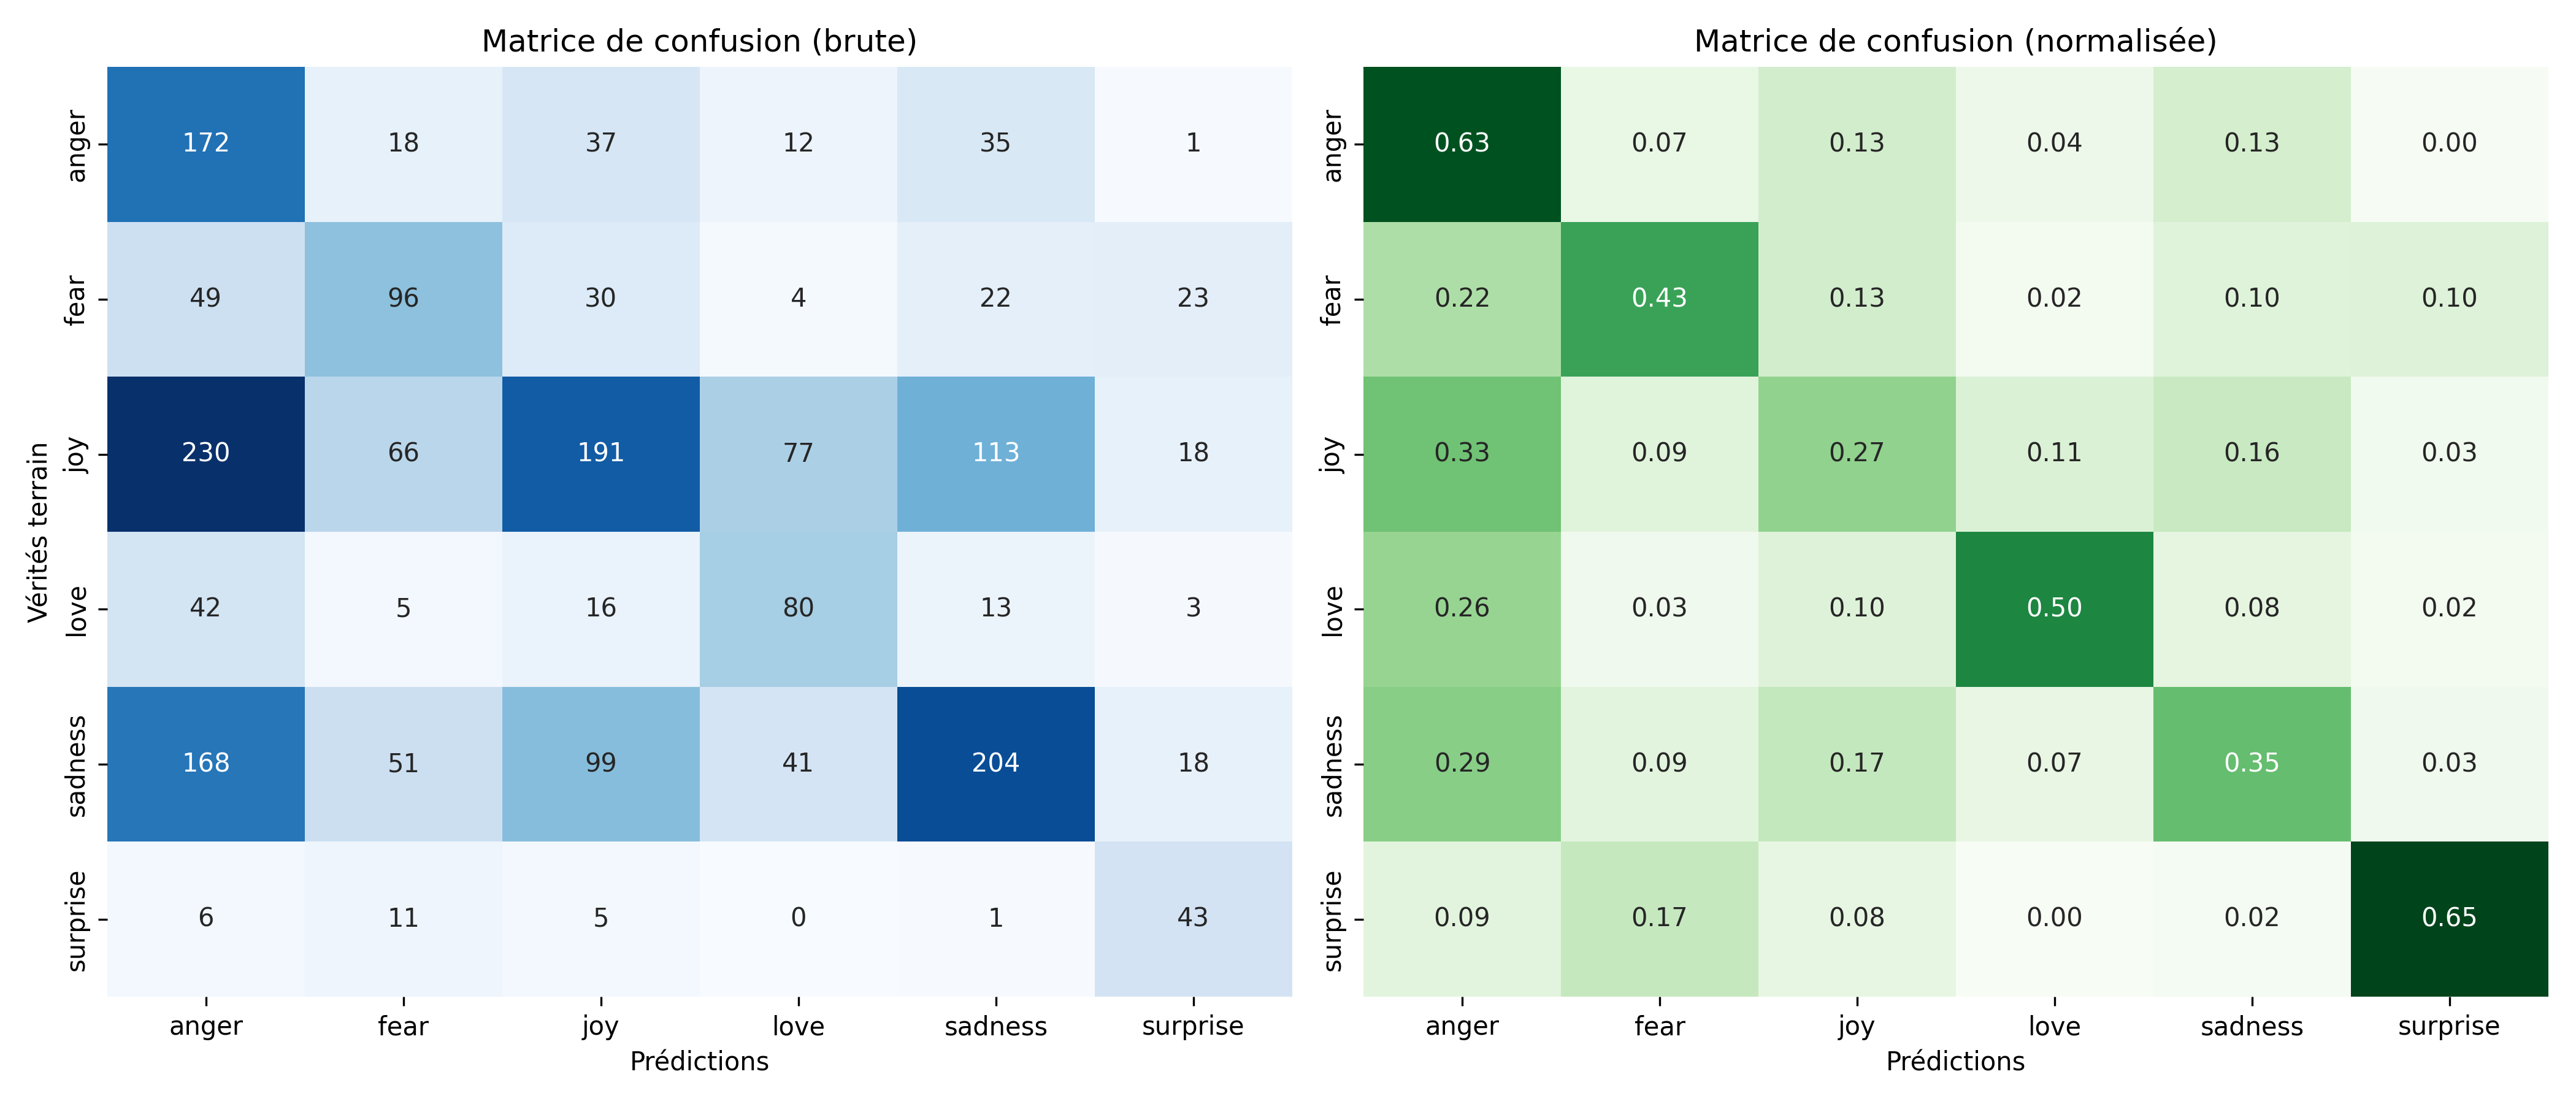 Matrice de confusion (brute)
Vérités terrain
anger 172 18 37 12 35 1
fear 49 96 30 4 22 23
joy 230 66 191 77 113 18
love 42 5 16 80 13 3
sadness 168 51 99 41 204 18
surprise 6 11 5 0 1 43
anger fear joy love sadness surprise
Prédictions
Matrice de confusion (normalisée)
anger 0.63 0.07 0.13 0.04 0.13 0.00
fear 0.22 0.43 0.13 0.02 0.10 0.10
joy 0.33 0.09 0.27 0.11 0.16 0.03
love 0.26 0.03 0.10 0.50 0.08 0.02
sadness 0.29 0.09 0.17 0.07 0.35 0.03
surprise 0.09 0.17 0.08 0.00 0.02 0.65
anger fear joy love sadness surprise
Prédictions